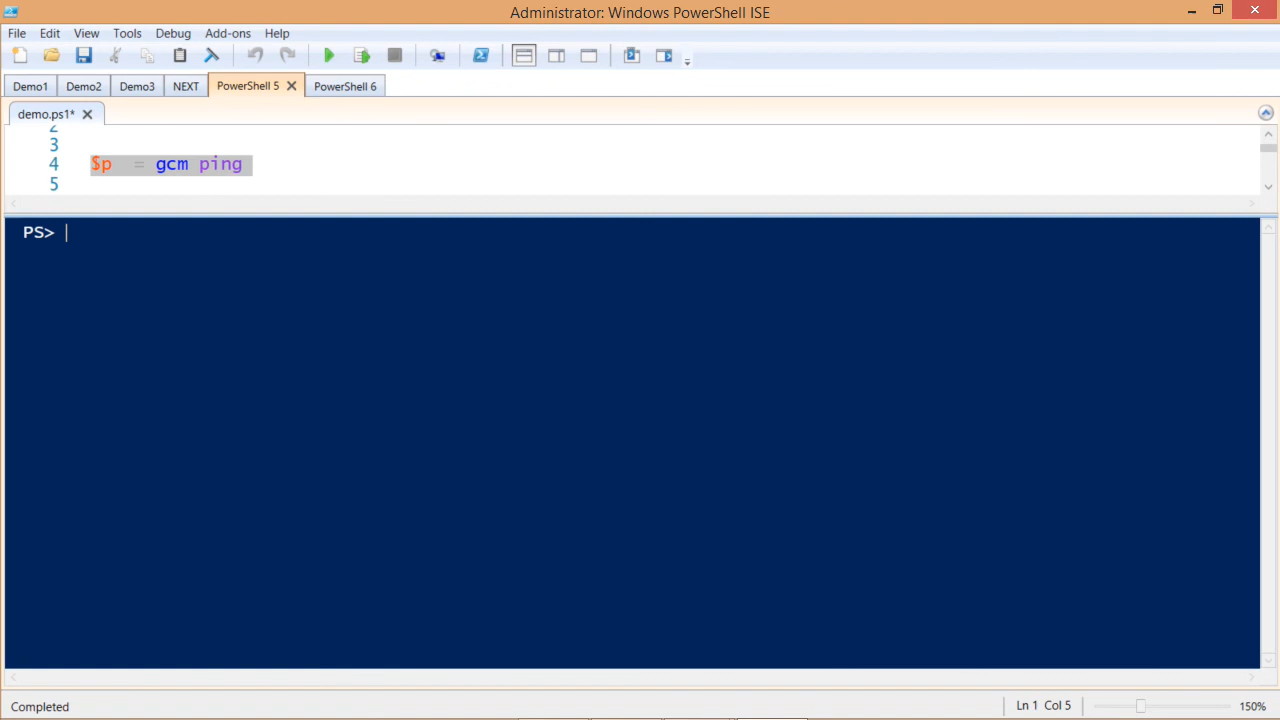 Administrator: Windows PowerShell ISE
File Edit View Tools Debug Add-ons Help
Demo1 Demo2 Demo3 NEXT PowerShell 5 PowerShell 6
demo.ps1*
2
3
4 $p = gcm ping
5
PS>
Completed Ln 1 Col 5 150%